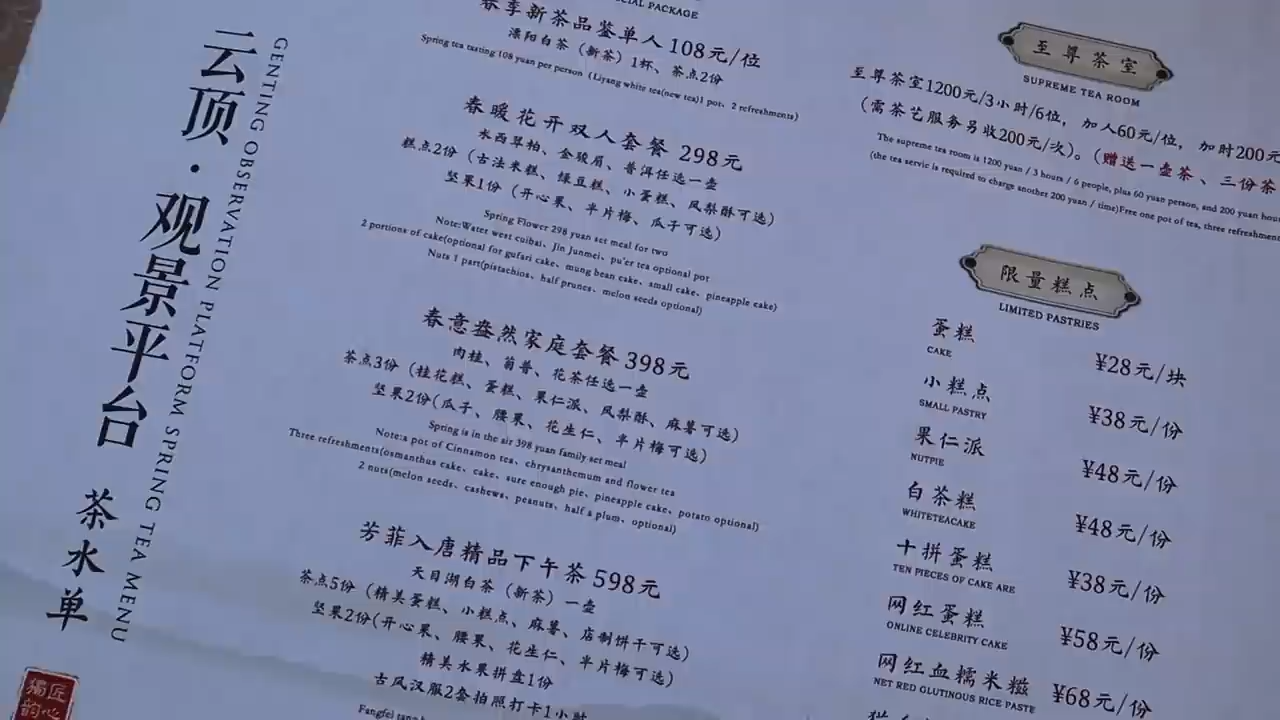 云顶·观景平台
茶水单
GENTING OBSERVATION PLATFORM SPRING TEA MENU
匠心
独韵
PACKAGE
春季新茶品鉴单人 108元/位
溧阳白茶（新茶）1杯、茶点2份
Spring tea tasting 108 yuan per person (Liyang white tea(new tea)1 pot、2 refreshments)
春暖花开双人套餐 298元
水西翠柏、金骏眉、普洱任选一壶
糕点2份（古法米糕、绿豆糕、小蛋糕、凤梨酥可选）
坚果1份（开心果、半片梅、瓜子可选）
Spring Flower 298 yuan set meal for two
Note:Water west cuibai、Jin Junmei、pu'er tea optional pot
2 portions of cake(optional for gufari cake、mung bean cake、small cake、pineapple cake)
Nuts 1 part(pistachios、half prunes、melon seeds optional)
春意盎然家庭套餐 398元
肉桂、菊普、花茶任选一壶
茶点3份（桂花糕、蛋糕、果仁派、凤梨酥、麻薯可选）
坚果2份(瓜子、腰果、花生仁、半片梅可选）
Spring is in the air 398 yuan family set meal
Note:a pot of Cinnamon tea、chrysanthemum and flower tea
Three refreshments(osmanthus cake、cake、sure enough pie、pineapple cake、potato optional)
2 nuts(melon seeds、cashews、peanuts、half a plum、optional)
芳菲入唐精品下午茶 598元
天目湖白茶（新茶）一壶
茶点5份（精美蛋糕、小糕点、麻薯、店制饼干可选）
坚果2份(开心果、腰果、花生仁、半片梅可选）
精美水果拼盘1份
古风汉服2套拍照打卡1小时
至尊茶室
SUPREME TEA ROOM
至尊茶室1200元/3小时/6位，加人60元/位，加时200元
（需茶艺服务另收200元/次）。（赠送一壶茶、三份茶
The supreme tea room is 1200 yuan / 3 hours / 6 people, plus 60 yuan person, and 200 yuan hour
(the tea servic is required to charge another 200 yuan / time)Free one pot of tea, three refreshment
限量糕点
LIMITED PASTRIES
蛋糕 ¥28元/块
CAKE
小糕点 ¥38元/份
SMALL PASTRY
果仁派 ¥48元/份
NUTPIE
白茶糕 ¥48元/份
WHITETEACAKE
十拼蛋糕 ¥38元/份
TEN PIECES OF CAKE ARE
网红蛋糕 ¥58元/份
ONLINE CELEBRITY CAKE
网红血糯米糍 ¥68元/份
NET RED GLUTINOUS RICE PASTE